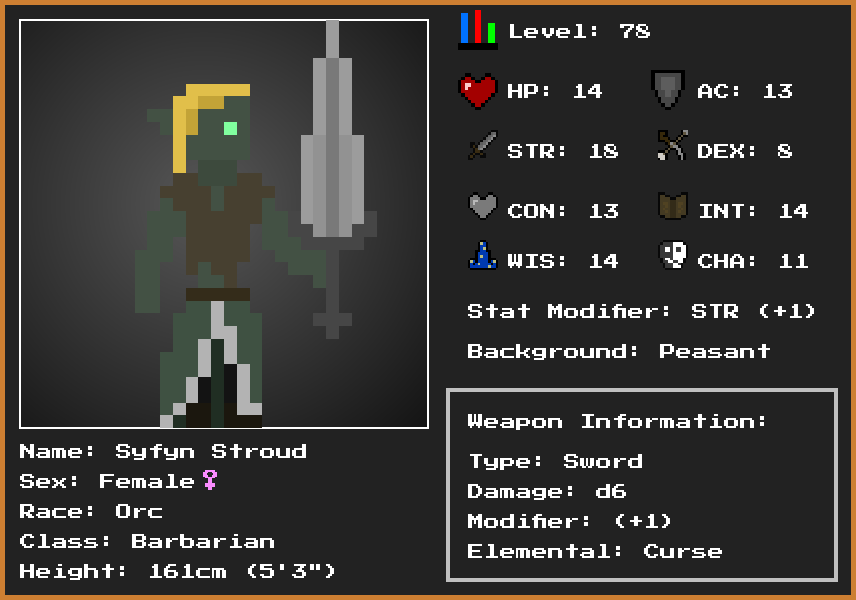 Level: 78
HP: 14
AC: 13
STR: 18
DEX: 8
CON: 13
INT: 14
WIS: 14
CHA: 11
Stat Modifier: STR (+1)
Background: Peasant
Weapon Information:
Type: Sword
Damage: d6
Modifier: (+1)
Elemental: Curse
Name: Syfyn Stroud
Sex: Female♀
Race: Orc
Class: Barbarian
Height: 161cm (5'3")